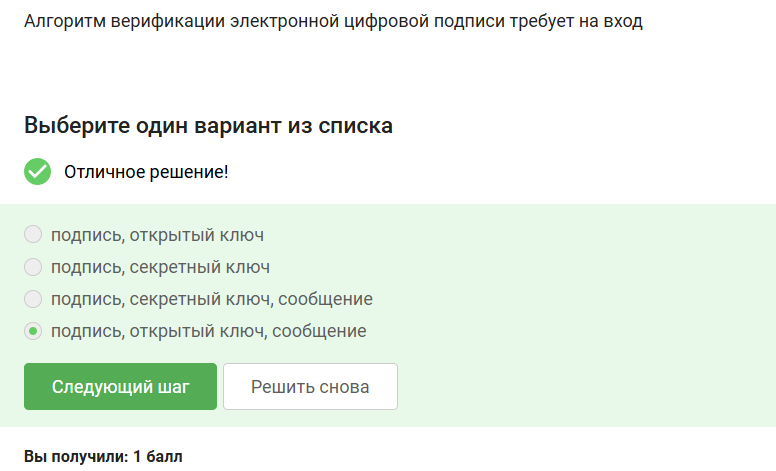 Алгоритм верификации электронной цифровой подписи требует на вход
Выберите один вариант из списка
Отличное решение!
подпись, открытый ключ
подпись, секретный ключ
подпись, секретный ключ, сообщение
подпись, открытый ключ, сообщение
Следующий шаг
Решить снова
Вы получили: 1 балл